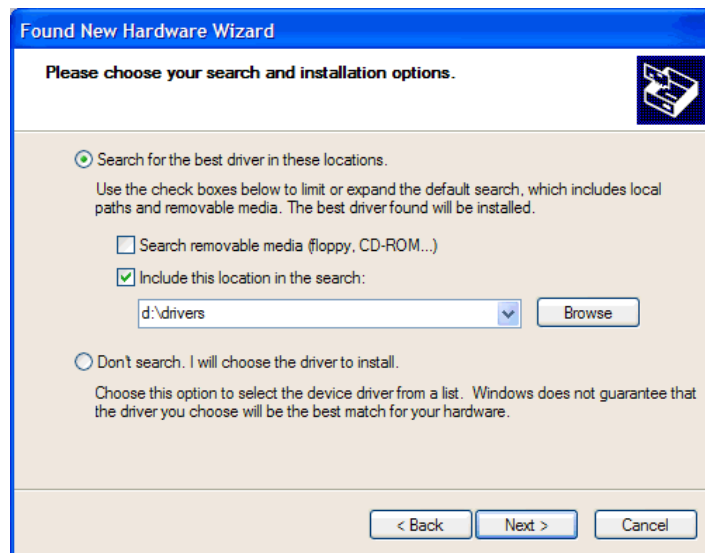 Found New Hardware Wizard
Please choose your search and installation options.
Search for the best driver in these locations.
Use the check boxes below to limit or expand the default search, which includes local
paths and removable media. The best driver found will be installed.
Search removable media (floppy, CD-ROM...)
Include this location in the search:
d:\drivers
Browse
Don't search. I will choose the driver to install.
Choose this option to select the device driver from a list.  Windows does not guarantee that
the driver you choose will be the best match for your hardware.
< Back
Next >
Cancel